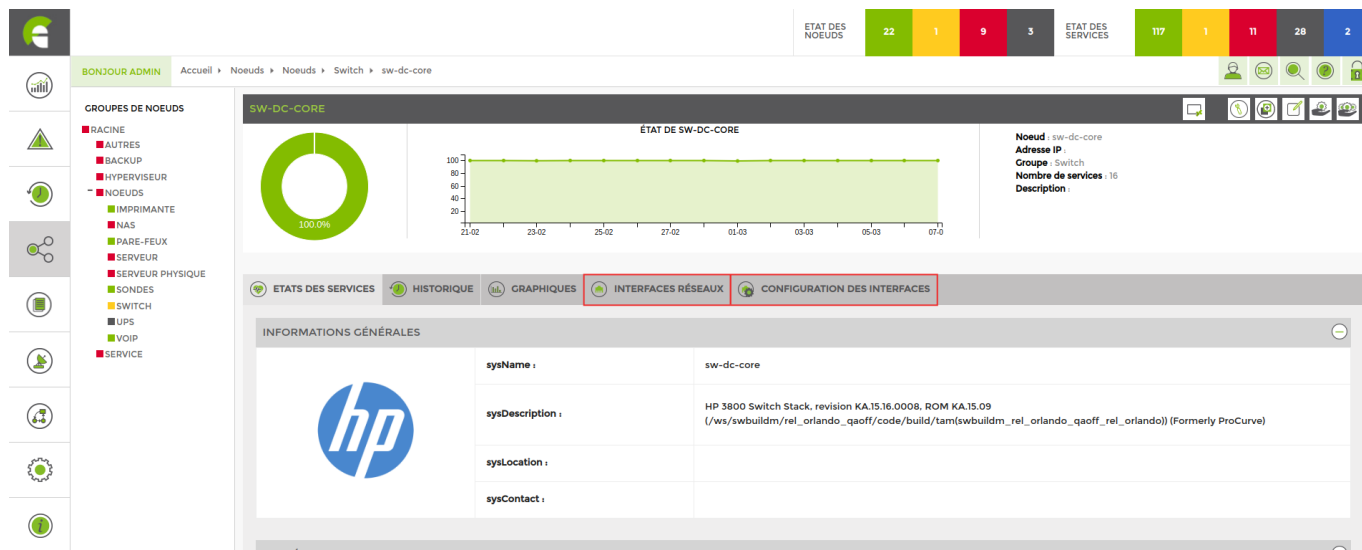 ETAT DES NOEUDS
22 1 9 3
ETAT DES SERVICES
117 1 11 28 2
BONJOUR ADMIN
Accueil Noeuds Noeuds Switch sw-dc-core
GROUPES DE NOEUDS
RACINE
AUTRES
BACKUP
HYPERVISEUR
NOEUDS
IMPRIMANTE
NAS
PARE-FEUX
SERVEUR
SERVEUR PHYSIQUE
SONDES
SWITCH
UPS
VOIP
SERVICE
SW-DC-CORE
100.0%
ÉTAT DE SW-DC-CORE
100
80
60
40
20
21-02 23-02 25-02 27-02 01-03 03-03 05-03 07-0
Noeud : sw-dc-core
Adresse IP :
Groupe : Switch
Nombre de services : 16
Description :
ETATS DES SERVICES HISTORIQUE GRAPHIQUES INTERFACES RÉSEAUX CONFIGURATION DES INTERFACES
INFORMATIONS GÉNÉRALES
hp
sysName : sw-dc-core
sysDescription : HP 3800 Switch Stack, revision KA.15.16.0008, ROM KA.15.09
(/ws/swbuildm/rel_orlando_qaoff/code/build/tam(swbuildm_rel_orlando_qaoff_rel_orlando)) (Formerly ProCurve)
sysLocation :
sysContact :